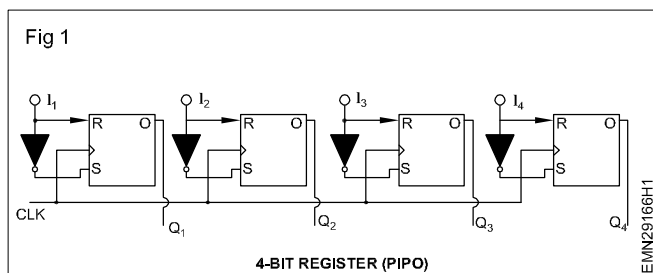 Fig 1
I1 I2 I3 I4
R O R O R O R O
S S S S
CLK
Q1 Q2 Q3 Q4
4-BIT REGISTER (PIPO)
EMN29166H1